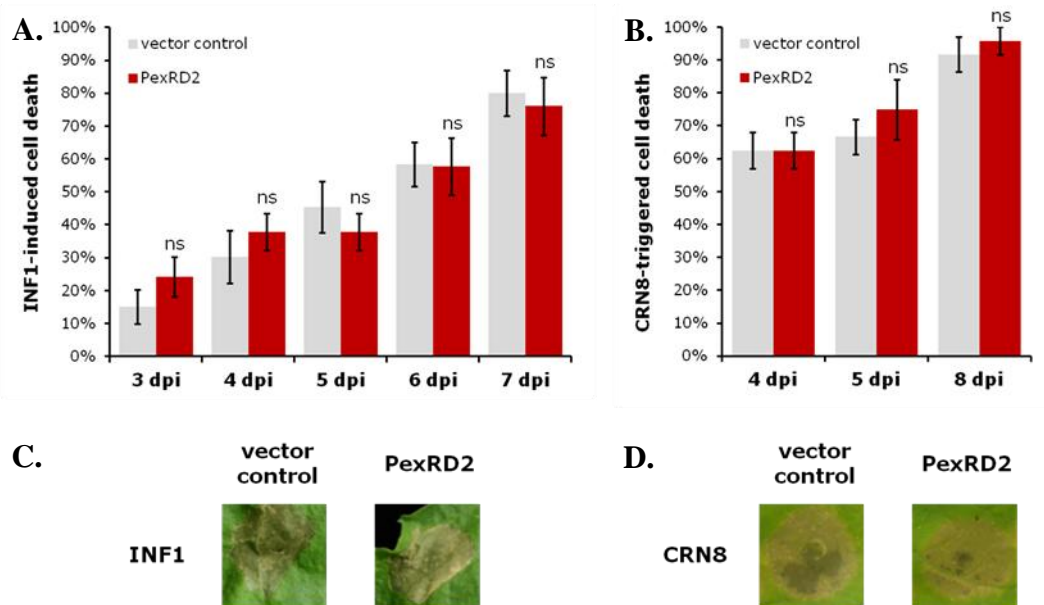 A.
100%
90%
80%
70%
60%
50%
40%
30%
20%
10%
0%
INF1-induced cell death
vector control
PexRD2
ns
ns
ns
ns
ns
3 dpi 4 dpi 5 dpi 6 dpi 7 dpi
B.
100%
90%
80%
70%
60%
50%
40%
30%
20%
10%
0%
CRN8-triggered cell death
vector control
PexRD2
ns
ns
ns
4 dpi 5 dpi 8 dpi
C.
vector
control
PexRD2
INF1
D.
vector
control
PexRD2
CRN8